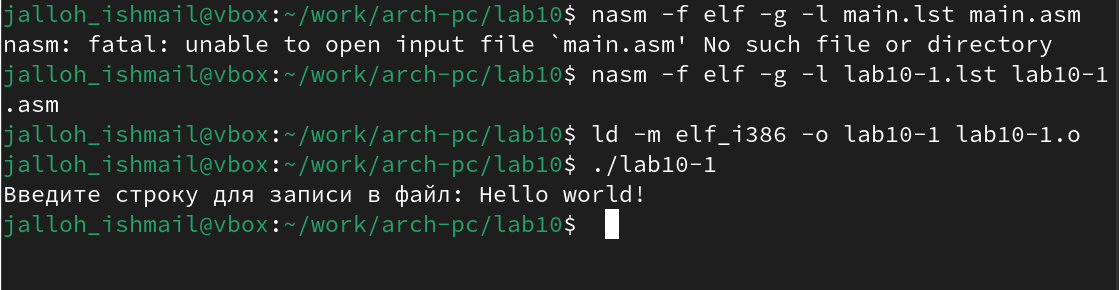 jalloh_ishmail@vbox:~/work/arch-pc/lab10$ nasm -f elf -g -l main.lst main.asm
nasm: fatal: unable to open input file `main.asm' No such file or directory
jalloh_ishmail@vbox:~/work/arch-pc/lab10$ nasm -f elf -g -l lab10-1.lst lab10-1
.asm
jalloh_ishmail@vbox:~/work/arch-pc/lab10$ ld -m elf_i386 -o lab10-1 lab10-1.o
jalloh_ishmail@vbox:~/work/arch-pc/lab10$ ./lab10-1
Введите строку для записи в файл: Hello world!
jalloh_ishmail@vbox:~/work/arch-pc/lab10$